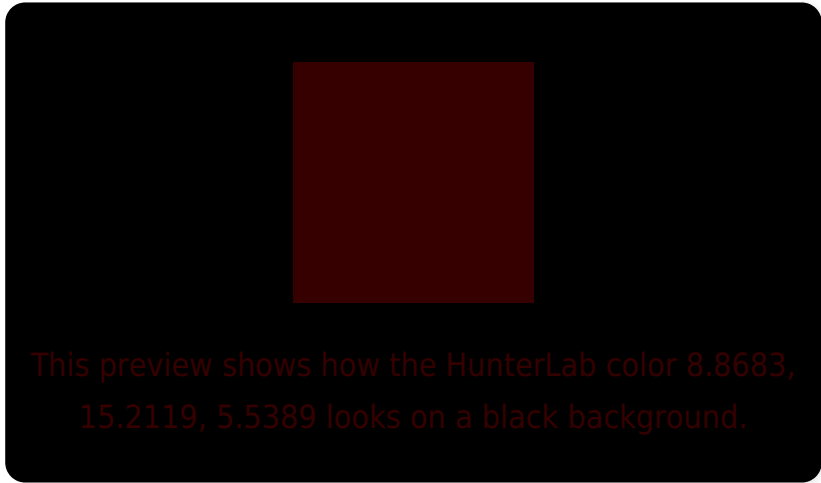 This preview shows how the HunterLab color 8.8683,
15.2119, 5.5389 looks on a black background.